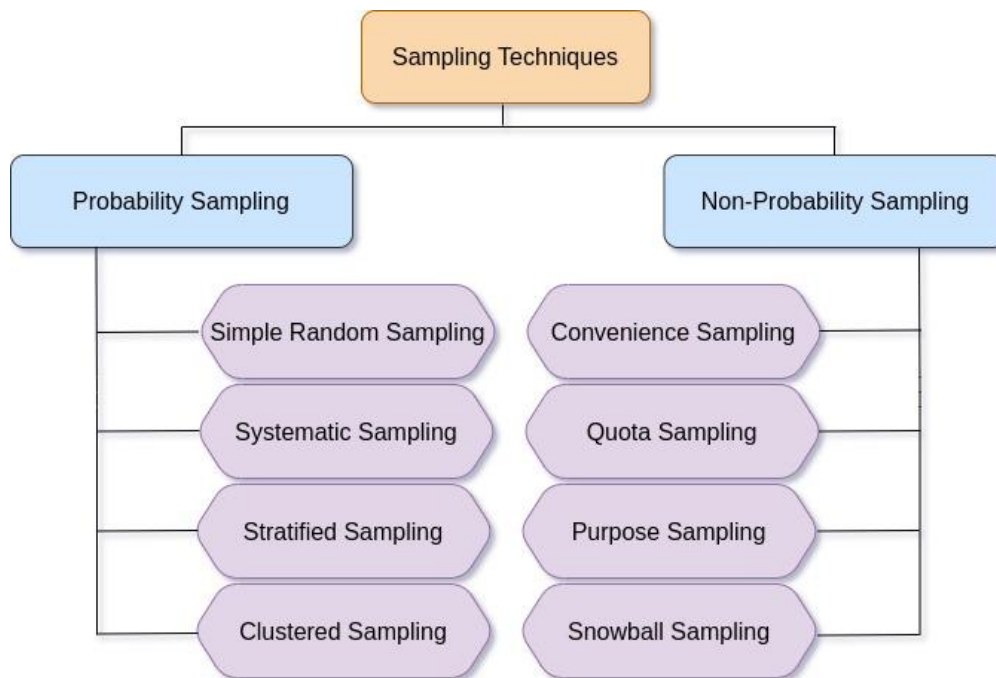 Sampling Techniques
Probability Sampling
Non-Probability Sampling
Simple Random Sampling
Convenience Sampling
Systematic Sampling
Quota Sampling
Stratified Sampling
Purpose Sampling
Clustered Sampling
Snowball Sampling